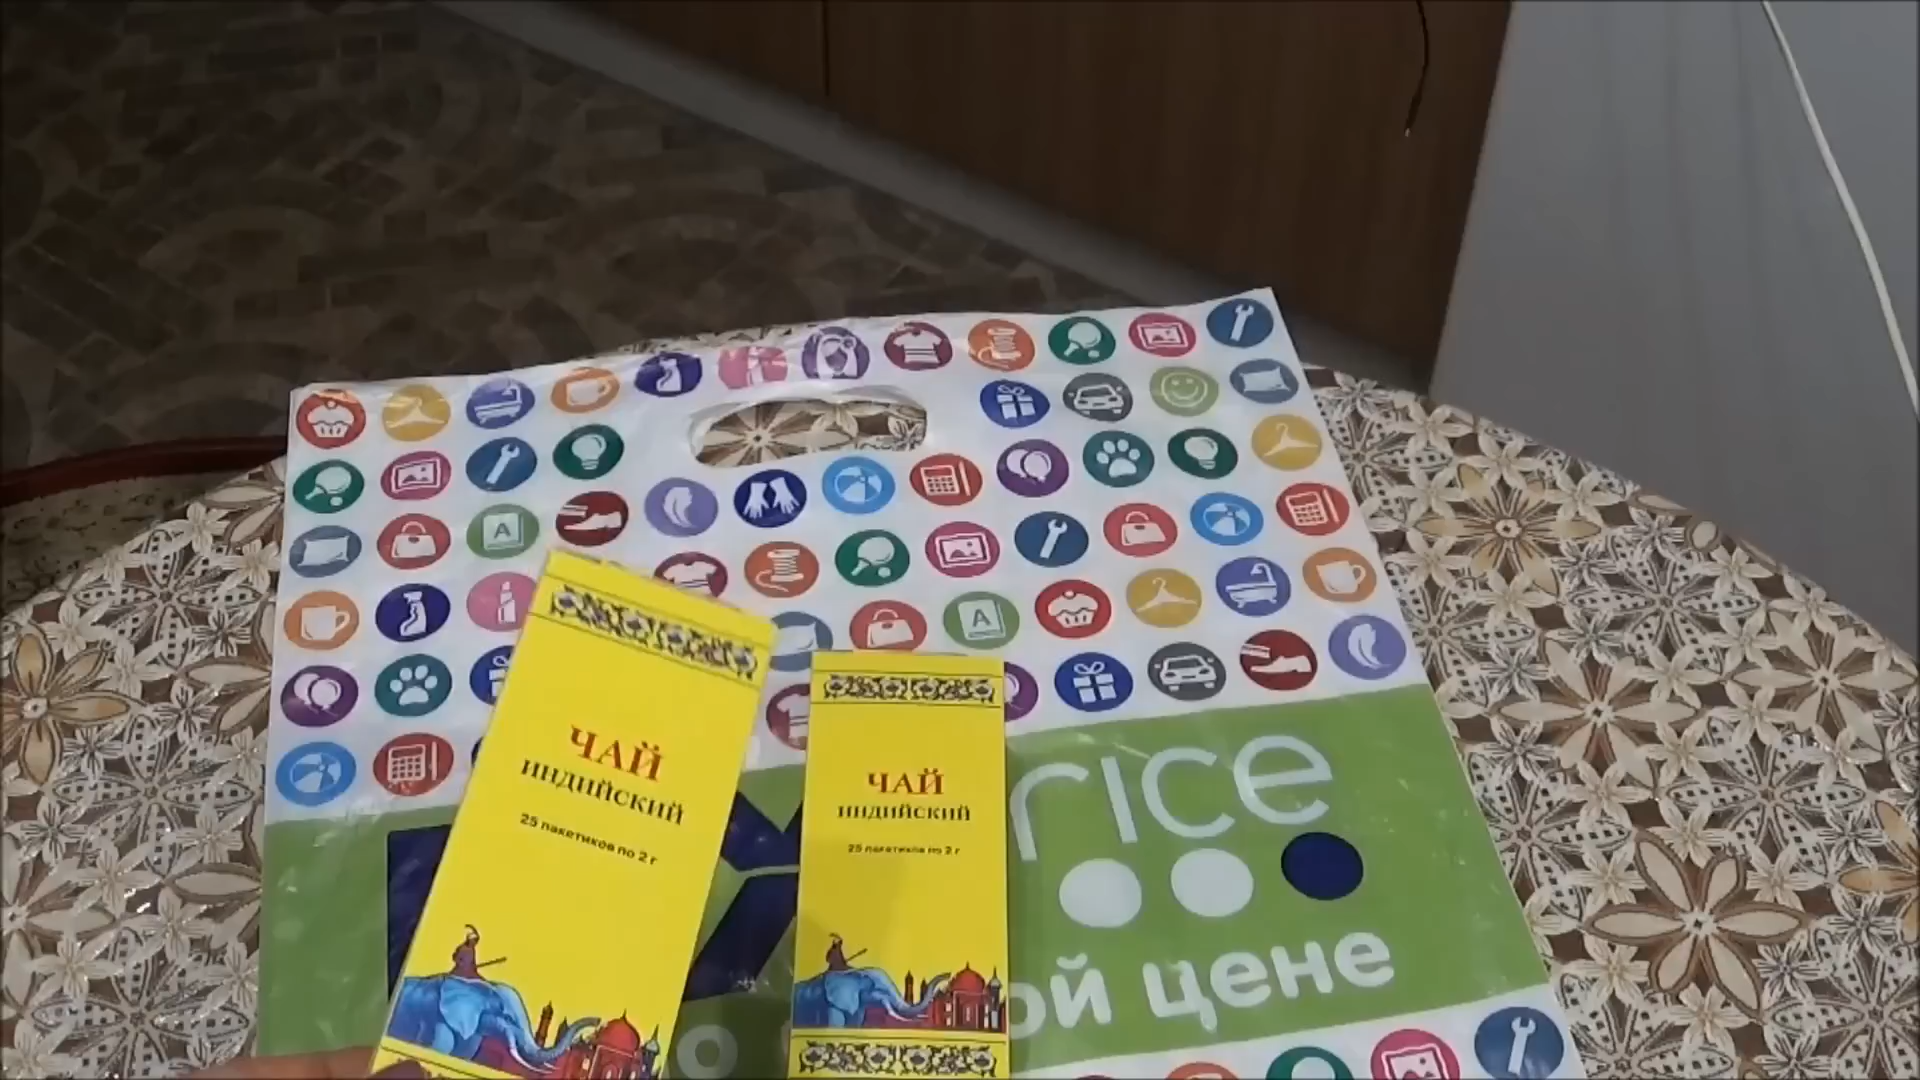 ЧАЙ
ИНДИЙСКИЙ
25 пакетиков по 2 г
ЧАЙ
ИНДИЙСКИЙ
25 пакетиков по 2 г
rice
ой цене
A
A